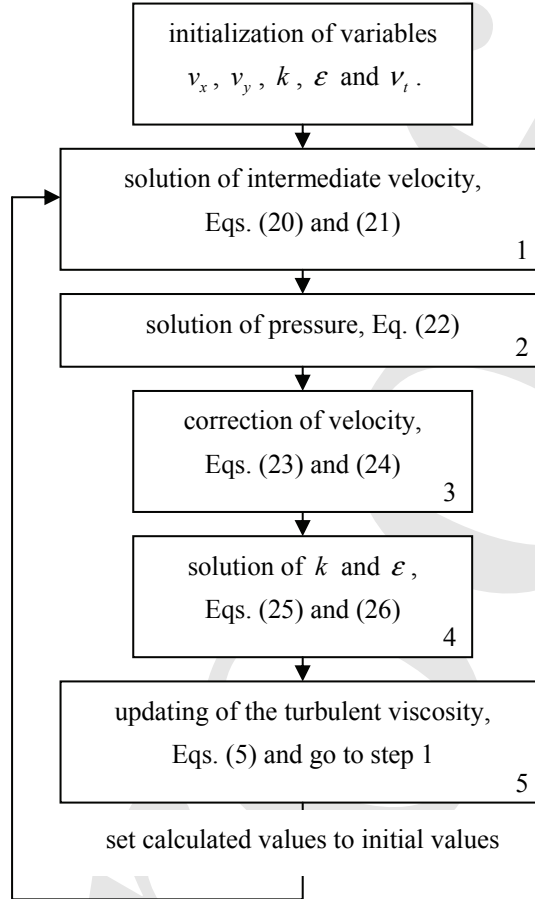 initialization of variables
v_x , v_y , k , ε and ν_t .
solution of intermediate velocity,
Eqs. (20) and (21)
1
solution of pressure, Eq. (22)
2
correction of velocity,
Eqs. (23) and (24)
3
solution of k and ε ,
Eqs. (25) and (26)
4
updating of the turbulent viscosity,
Eqs. (5) and go to step 1
5
set calculated values to initial values